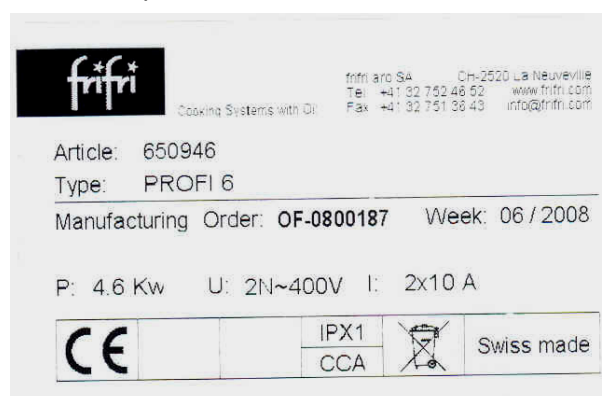 frifri
frifri aro SA CH-2520 La Neuveville
Tel +41 32 752 46 52 www.frifri.com
Cooking Systems with Oil Fax +41 32 751 36 43 info@frifri.com
Article: 650946
Type: PROFI 6
Manufacturing Order: OF-0800187 Week: 06 / 2008
P: 4.6 Kw U: 2N~400V I: 2x10 A
CE IPX1 Swiss made
CCA